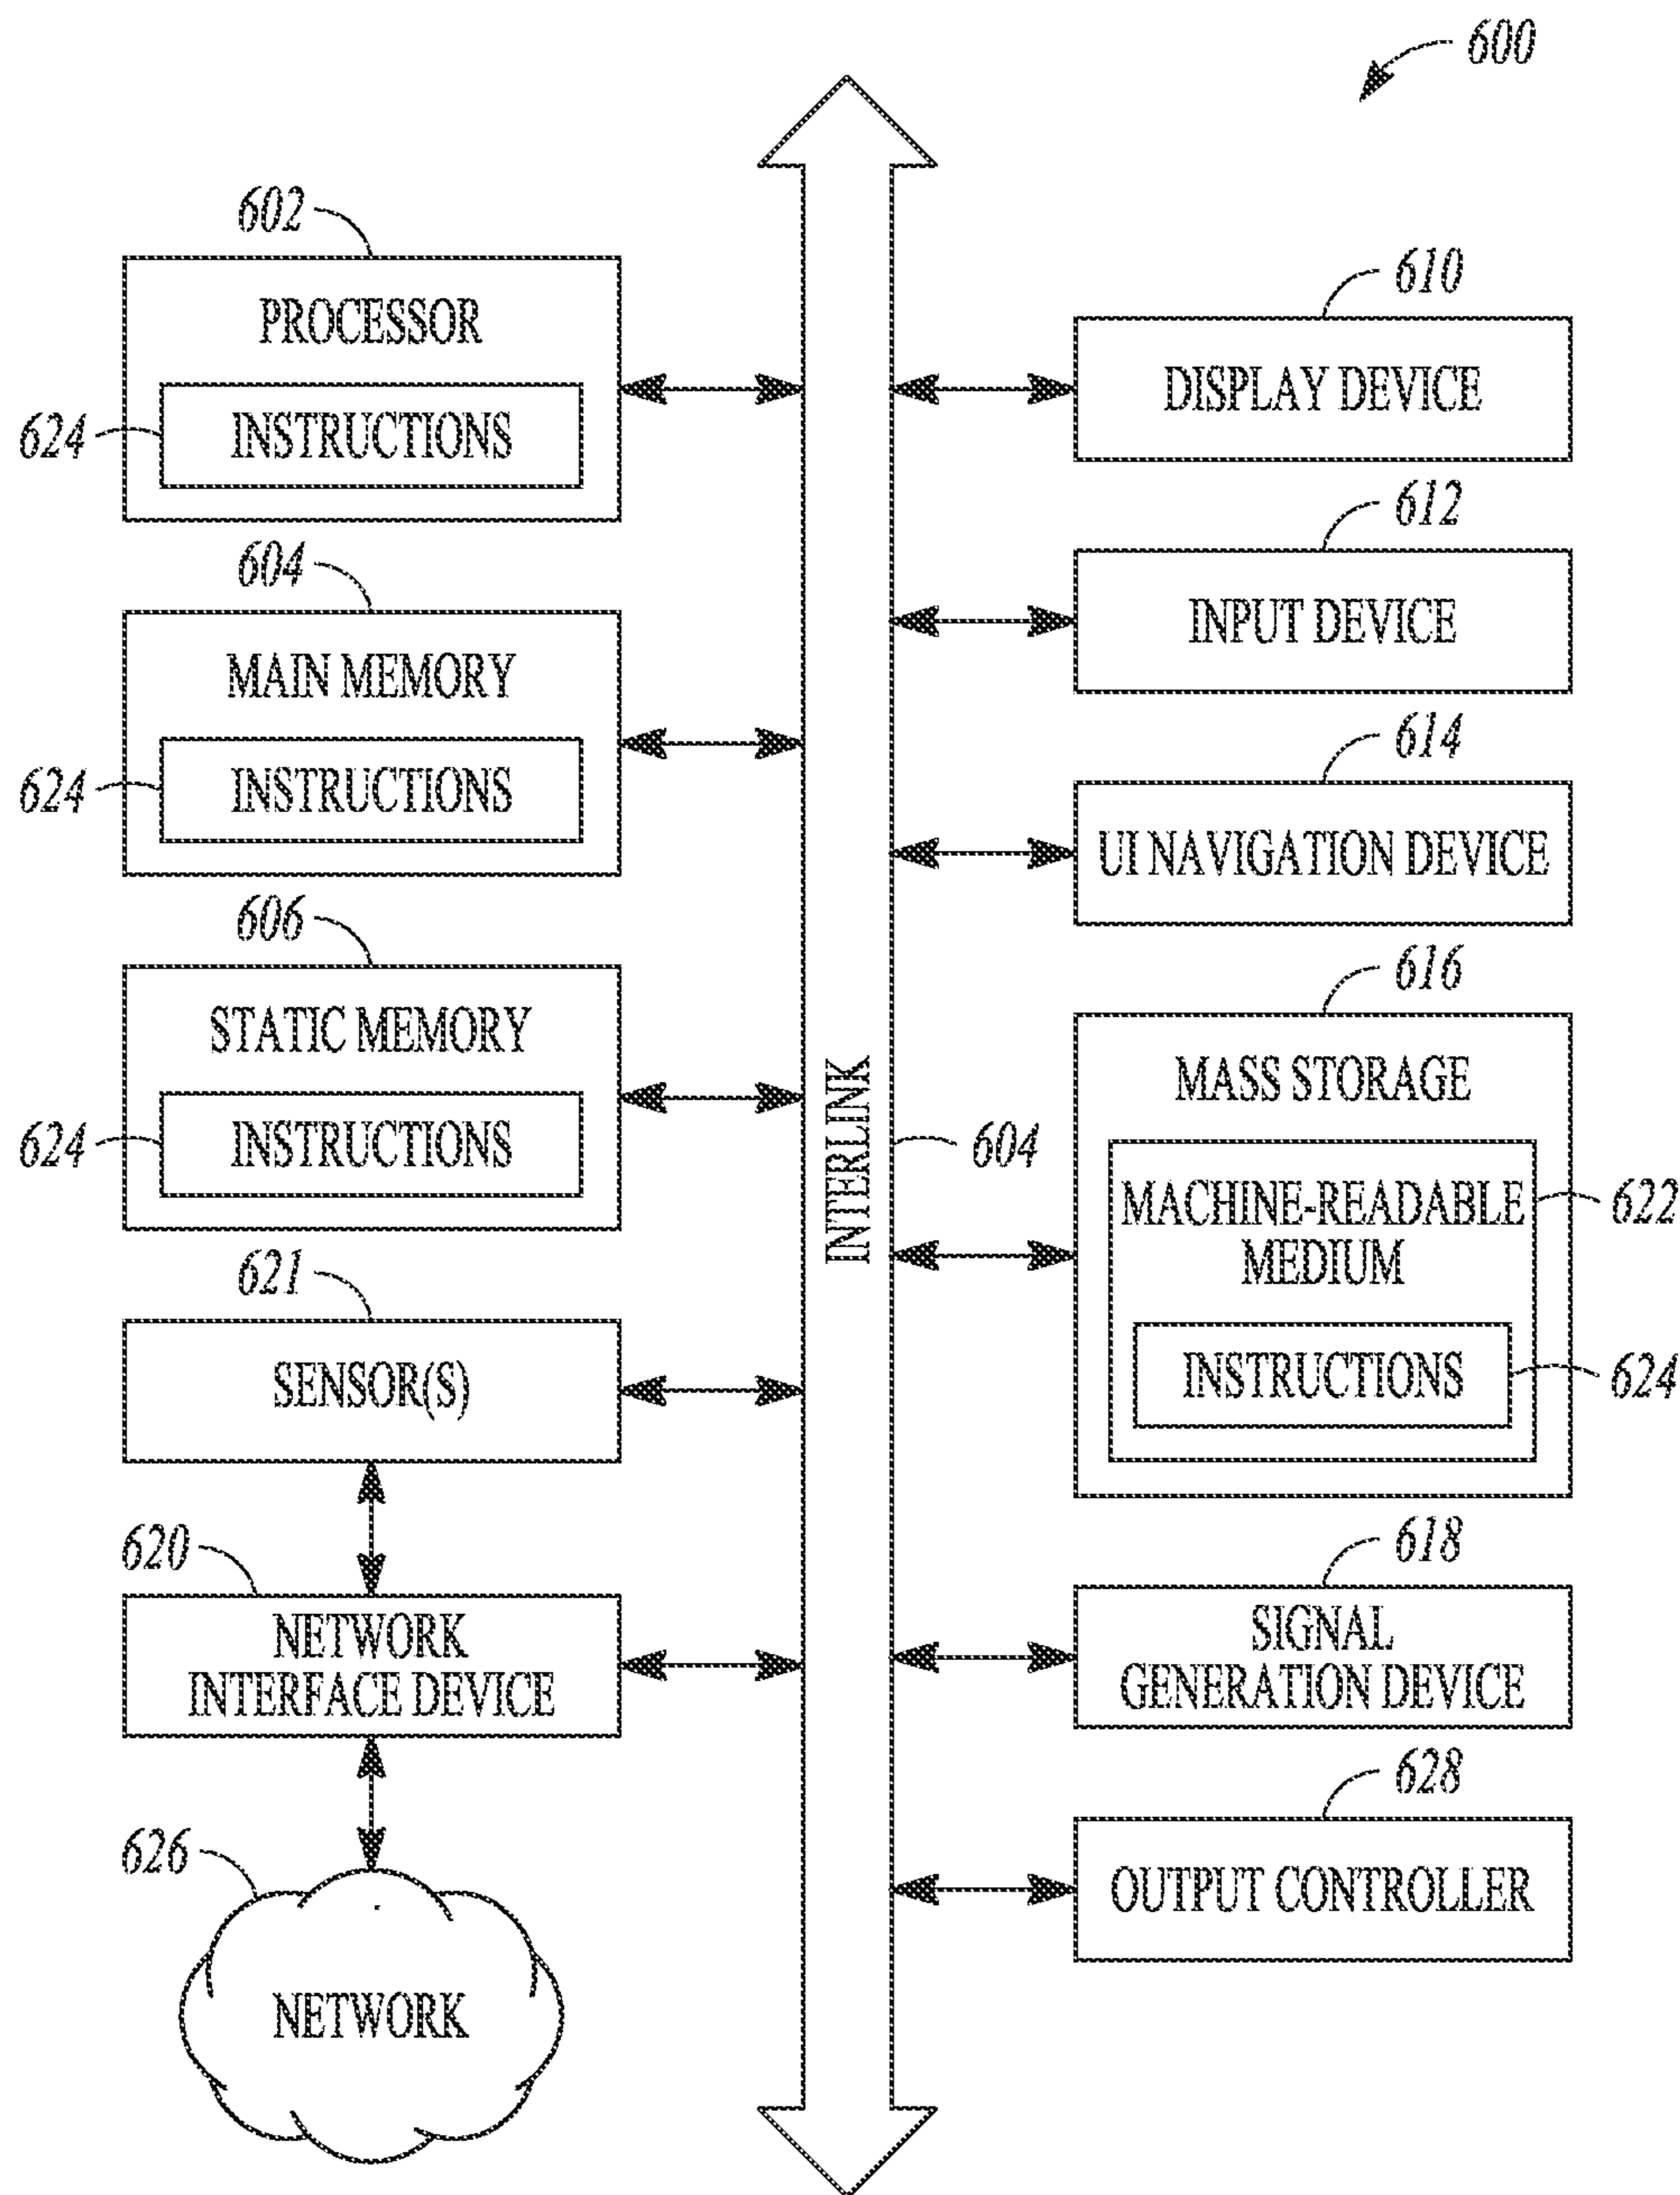 600
602
PROCESSOR
624
INSTRUCTIONS
604
MAIN MEMORY
624
INSTRUCTIONS
606
STATIC MEMORY
624
INSTRUCTIONS
621
SENSOR(S)
620
NETWORK
INTERFACE DEVICE
626
NETWORK
INTERLINK
604
610
DISPLAY DEVICE
612
INPUT DEVICE
614
UI NAVIGATION DEVICE
616
MASS STORAGE
MACHINE-READABLE
MEDIUM
622
INSTRUCTIONS
624
618
SIGNAL
GENERATION DEVICE
628
OUTPUT CONTROLLER